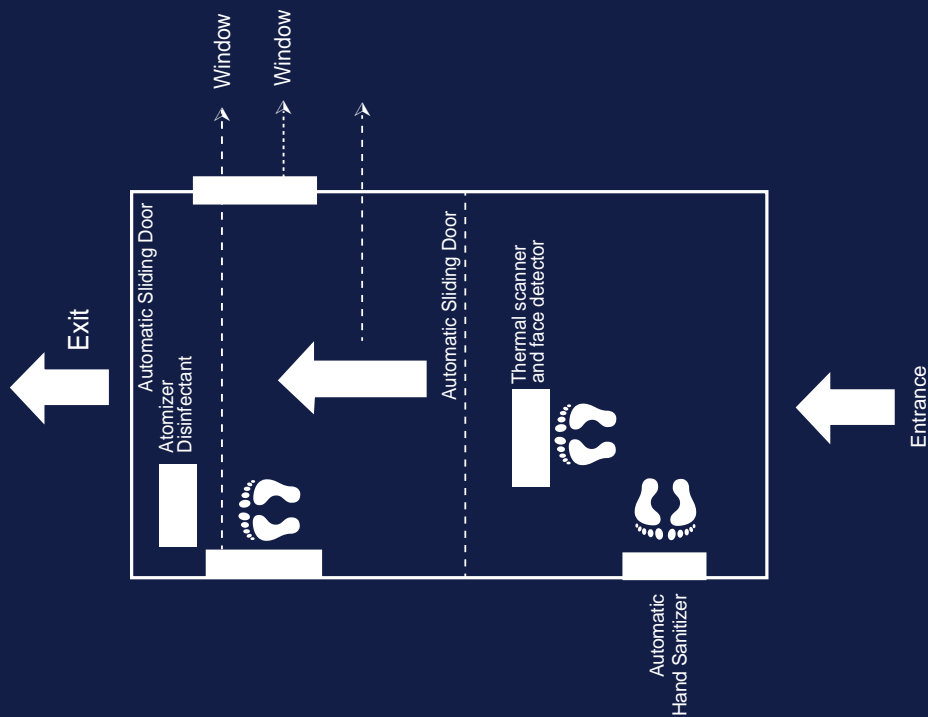 Window
Window
Exit
Automatic Sliding Door
Atomizer
Disinfectant
Automatic Sliding Door
Thermal scanner
and face detector
Automatic
Hand Sanitizer
Entrance